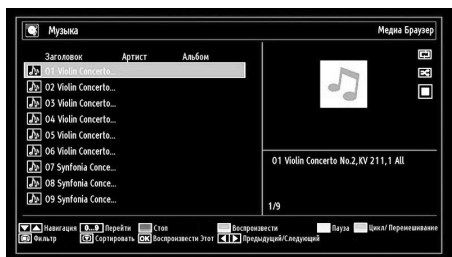 Музыка
Медиа Браузер
Заголовок Артист Альбом
01 Violin Concerto...
02 Violin Concerto...
03 Violin Concerto...
04 Violin Concerto...
05 Violin Concerto...
06 Violin Concerto...
07 Synfonia Conce...
08 Synfonia Conce...
09 Synfonia Conce...
01 Violin Concerto No.2,KV 211,1 All
1/9
Навигация 0...9 Перейти Стоп Воспроизвести Пауза Цикл/ Перемешивание
Фильтр Сортировать OK Воспроизвести Этот Предыдущий/Следующий